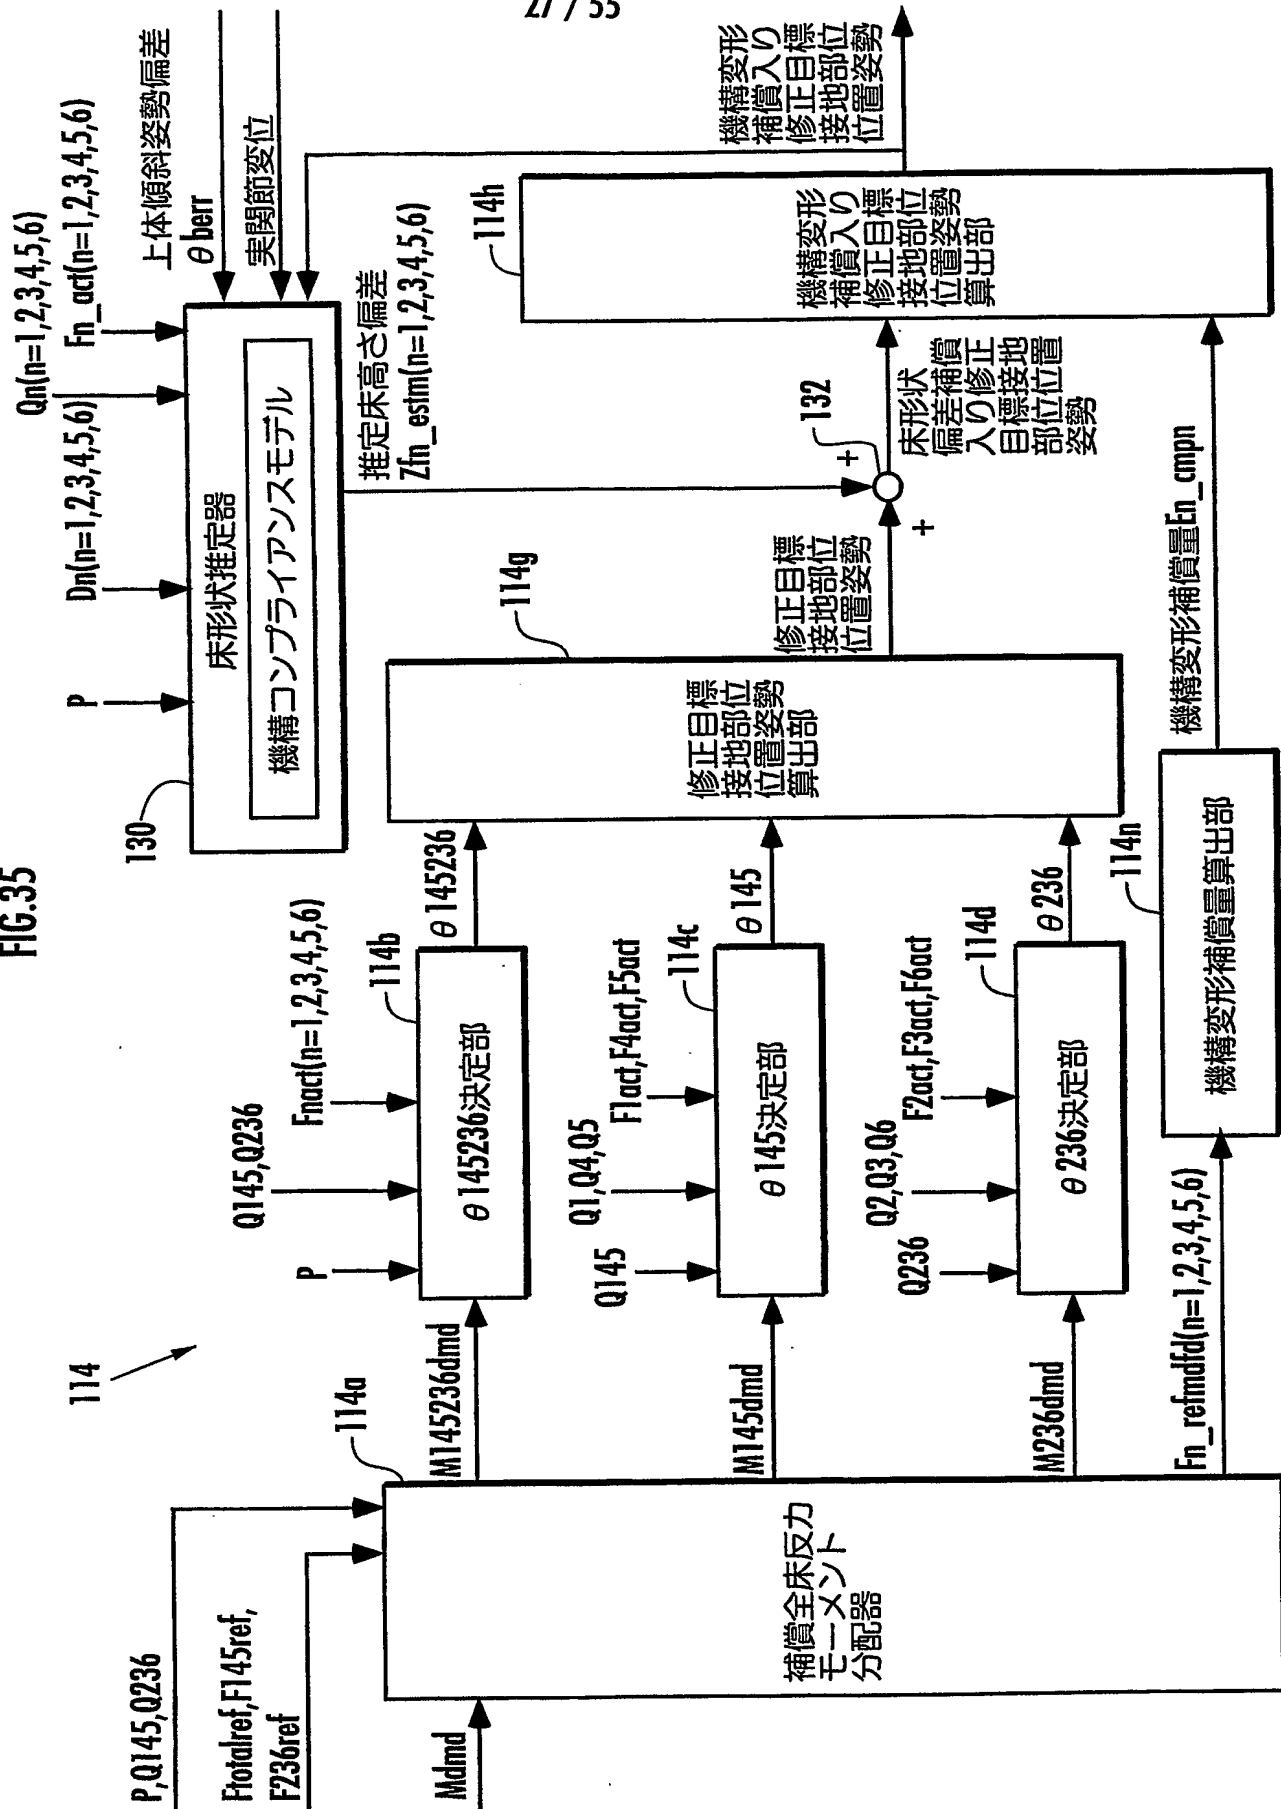 27 / 55
FIG.35
114
P,Q145,Q236
Ftotalref,F145ref,
F236ref
Mdmd
114a
補償全床反力
モーメント
分配器
M145236dmd
M145dmd
M236dmd
Fn_refmdfd(n=1,2,3,4,5,6)
P
Q145,Q236
Fnact(n=1,2,3,4,5,6)
114b
θ145236決定部
θ145236
Q145
Q1,Q4,Q5
F1act,F4act,F5act
114c
θ145決定部
θ145
Q236
Q2,Q3,Q6
F2act,F3act,F6act
114d
θ236決定部
θ236
114n
機構変形補償量算出部
機構変形補償量En_cmpn
114g
修正目標
接地部位
位置姿勢
算出部
修正目標
接地部位
位置姿勢
130
P
Dn(n=1,2,3,4,5,6)
Qn(n=1,2,3,4,5,6)
Fn_act(n=1,2,3,4,5,6)
床形状推定器
機構コンプライアンスモデル
上体傾斜姿勢偏差
θberr
実関節変位
推定床高さ偏差
Zfn_estm(n=1,2,3,4,5,6)
132
+
+
床形状
偏差補償
入り修正
目標接地
部位位置
姿勢
114h
機構変形
補償入り
修正目標
接地部位
位置姿勢
算出部
機構変形
補償入り
修正目標
接地部位
位置姿勢